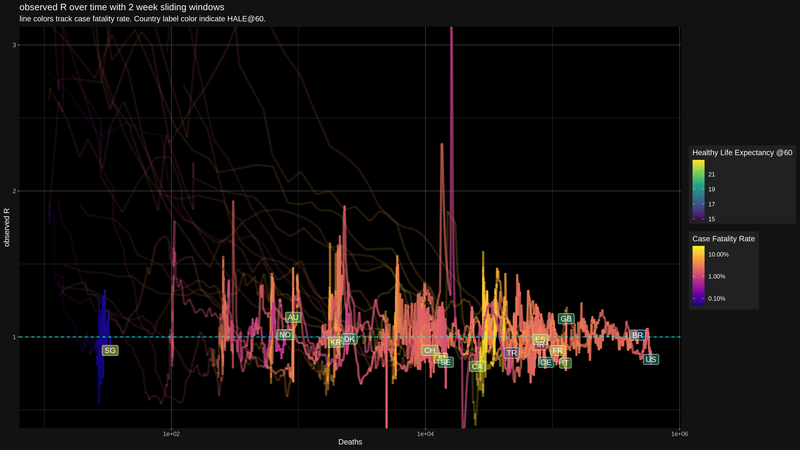 observed R over time with 2 week sliding windows
line colors track case fatality rate. Country label color indicate HALE@60.
observed R
3
2
1
SG
NO
AU
KR
DK
CH
SE
CA
TR
ES
DE
FR
IT
GB
BR
US
1e+02
1e+04
1e+06
Deaths
Healthy Life Expectancy @60
21
19
17
15
Case Fatality Rate
10.00%
1.00%
0.10%